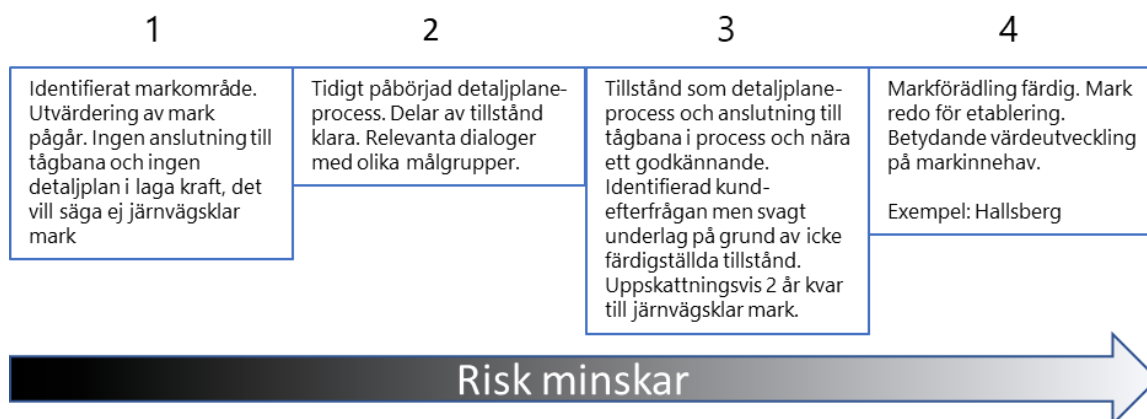 1
2
3
4
Identifierat markområde.
Utvärdering av mark
pågår. Ingen anslutning till
tågbana och ingen
detaljplan i laga kraft, det
vill säga ej järnvägsklar
mark
Tidigt påbörjad detaljplane-
process. Delar av tillstånd
klara. Relevanta dialoger
med olika målgrupper.
Tillstånd som detaljplane-
process och anslutning till
tågbana i process och nära
ett godkännande.
Identifierad kund-
efterfrågan men svagt
underlag på grund av icke
färdigställda tillstånd.
Uppskattningsvis 2 år kvar
till järnvägsklar mark.
Markförädling färdig. Mark
redo för etablering.
Betydande värdeutveckling
på markinnehav.
Exempel: Hallsberg
Risk minskar